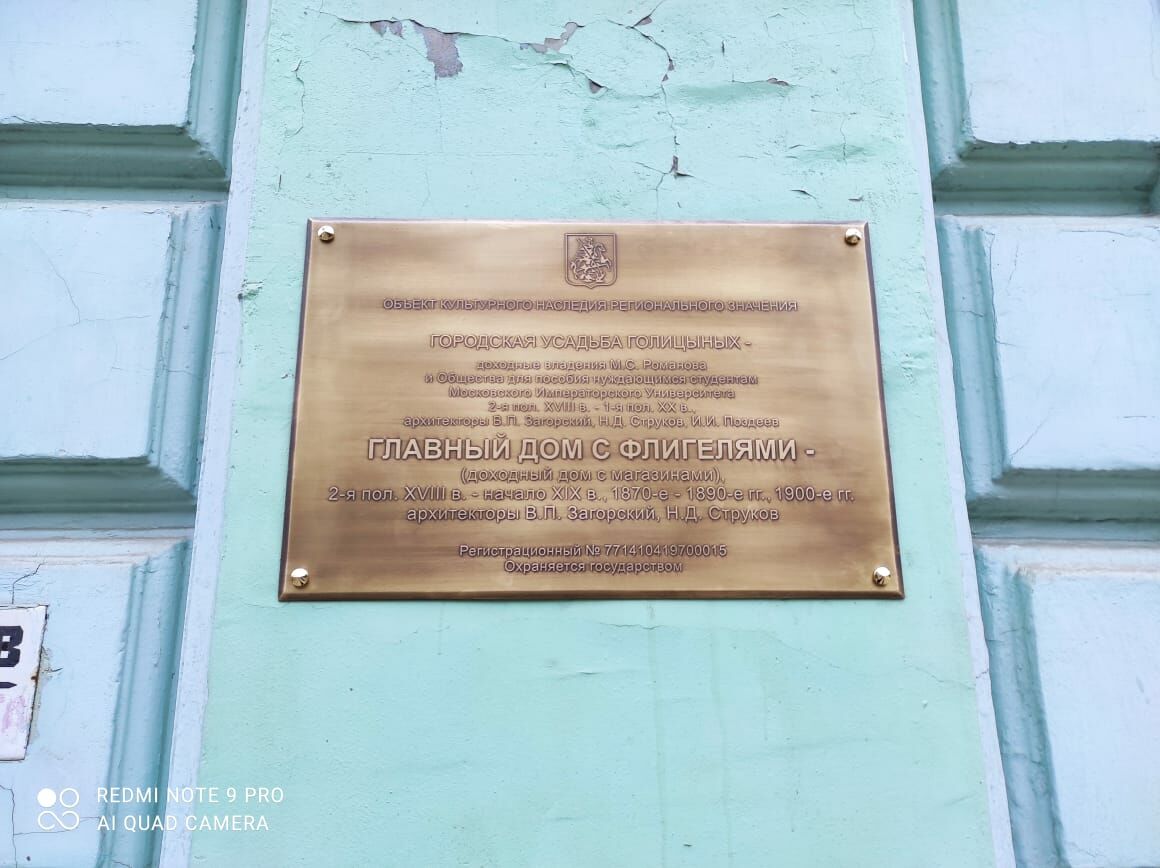 ОБЪЕКТ КУЛЬТУРНОГО НАСЛЕДИЯ РЕГИОНАЛЬНОГО ЗНАЧЕНИЯ
ГОРОДСКАЯ УСАДЬБА ГОЛИЦЫНЫХ -
доходные владения М.С. Романова
и Общества для пособия нуждающимся студентам
Московского Императорского Университета
2-я пол. XVIII в. - 1-я пол. XX в.,
архитекторы В.П. Загорский, Н.Д. Струков, И.И. Поздеев
ГЛАВНЫЙ ДОМ С ФЛИГЕЛЯМИ -
(доходный дом с магазинами),
2-я пол. XVIII в. - начало XIX в., 1870-е - 1890-е гг., 1900-е гг.
архитекторы В.П. Загорский, Н.Д. Струков
Регистрационный № 771410419700015
Охраняется государством
В
REDMI NOTE 9 PRO
AI QUAD CAMERA